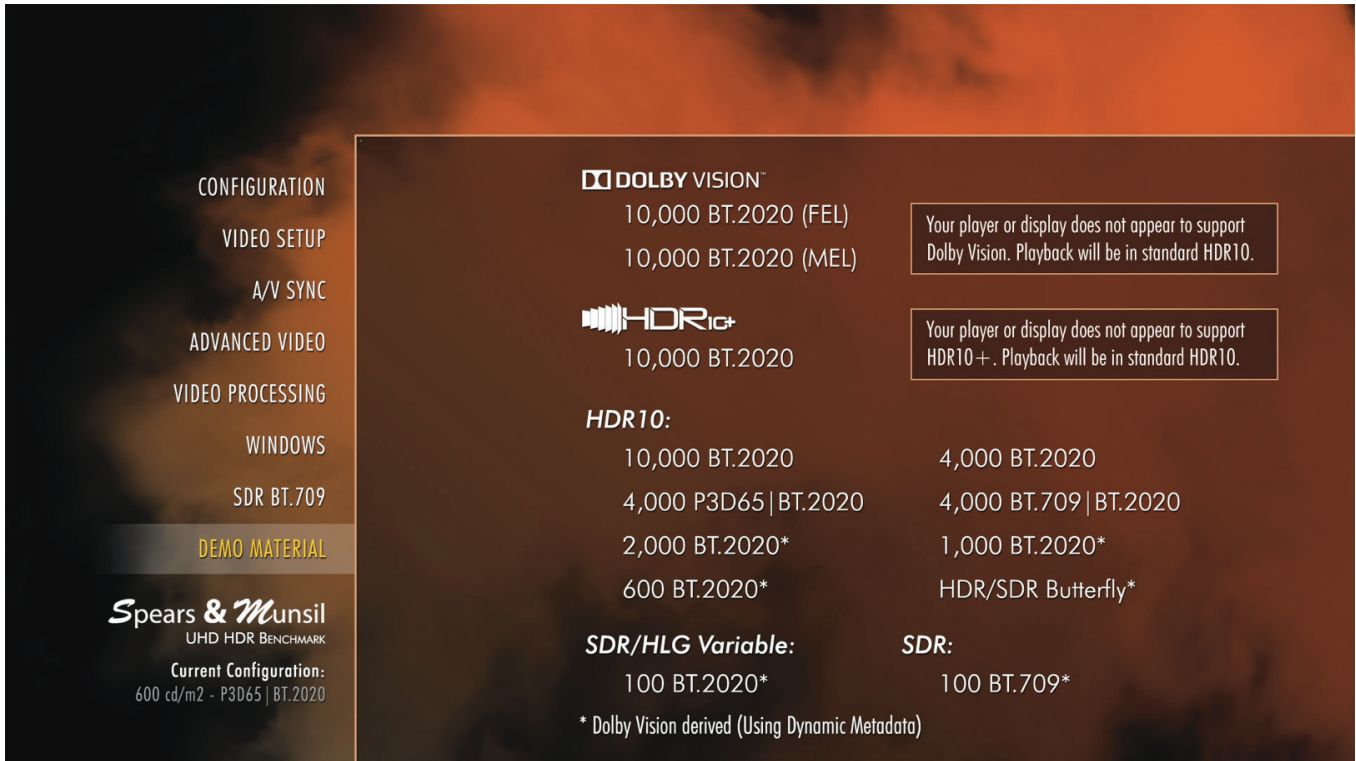 CONFIGURATION
VIDEO SETUP
A/V SYNC
ADVANCED VIDEO
VIDEO PROCESSING
WINDOWS
SDR BT.709
DEMO MATERIAL
Spears & Munsil
UHD HDR BENCHMARK
Current Configuration:
600 cd/m2 - P3D65|BT.2020
DOLBY VISION™
10,000 BT.2020 (FEL)
10,000 BT.2020 (MEL)
Your player or display does not appear to support
Dolby Vision. Playback will be in standard HDR10.
HDR10+
10,000 BT.2020
Your player or display does not appear to support
HDR10+. Playback will be in standard HDR10.
HDR10:
10,000 BT.2020
4,000 BT.2020
4,000 P3D65|BT.2020
4,000 BT.709|BT.2020
2,000 BT.2020*
1,000 BT.2020*
600 BT.2020*
HDR/SDR Butterfly*
SDR/HLG Variable:
SDR:
100 BT.2020*
100 BT.709*
* Dolby Vision derived (Using Dynamic Metadata)